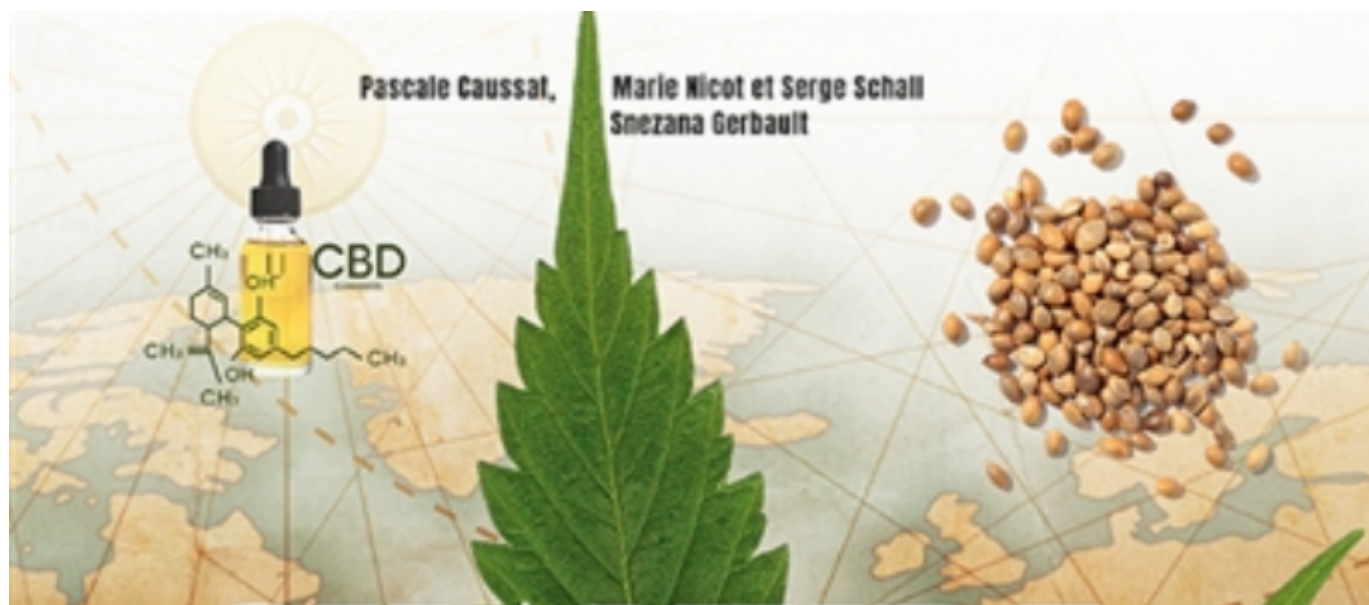 Pascale Caussat, Marie Nicot et Serge Schall
Snezana Gerbault
CBD
CH₃
OH
CH₃
CH₃
OH
CH₃